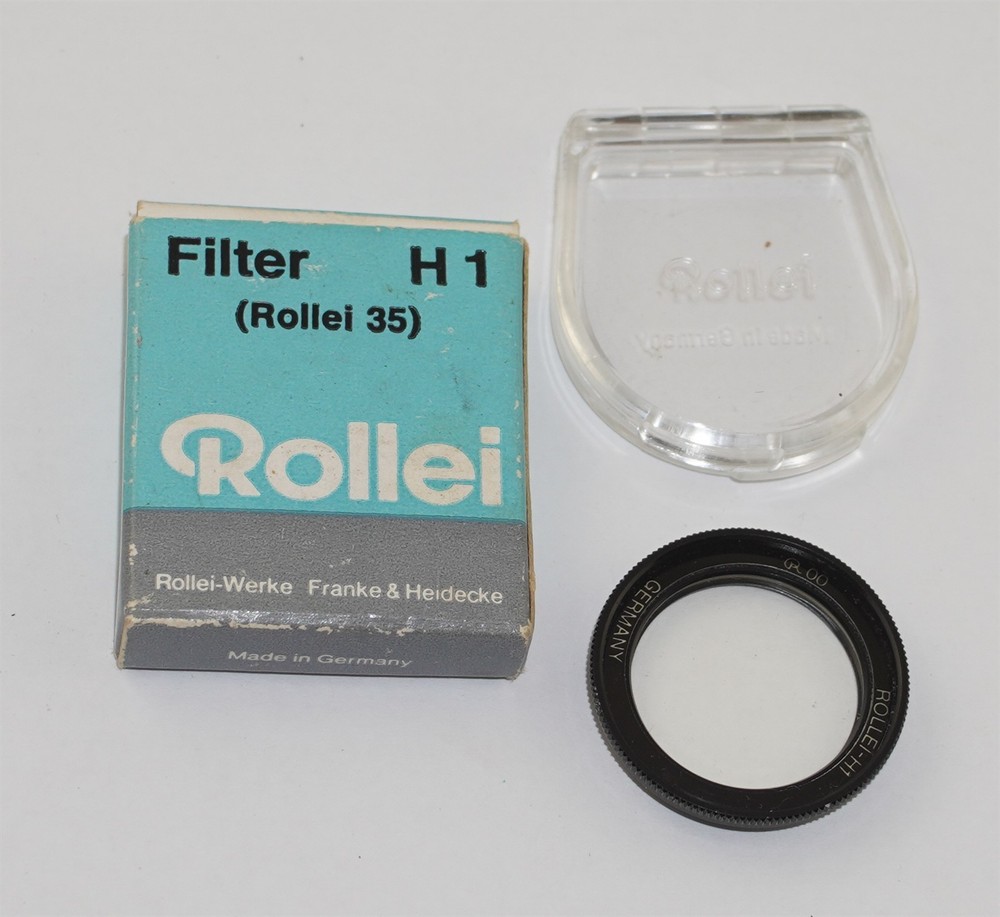 Filter H 1
(Rollei 35)
Rollei
Rollei-Werke Franke & Heidecke
Made in Germany
Rollei
Made in Germany
R 00
GERMANY
ROLLEI-H1